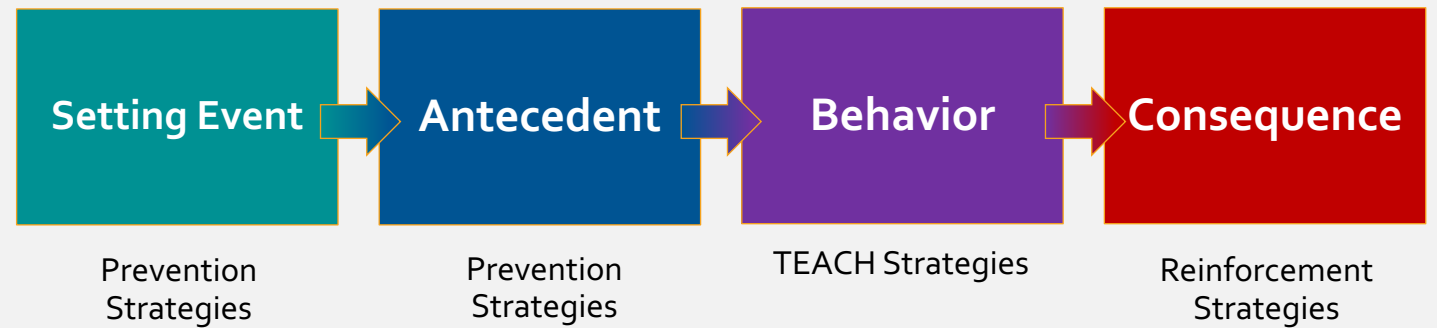 Setting Event
Antecedent
Behavior
Consequence
Prevention
Strategies
Prevention
Strategies
TEACH Strategies
Reinforcement
Strategies